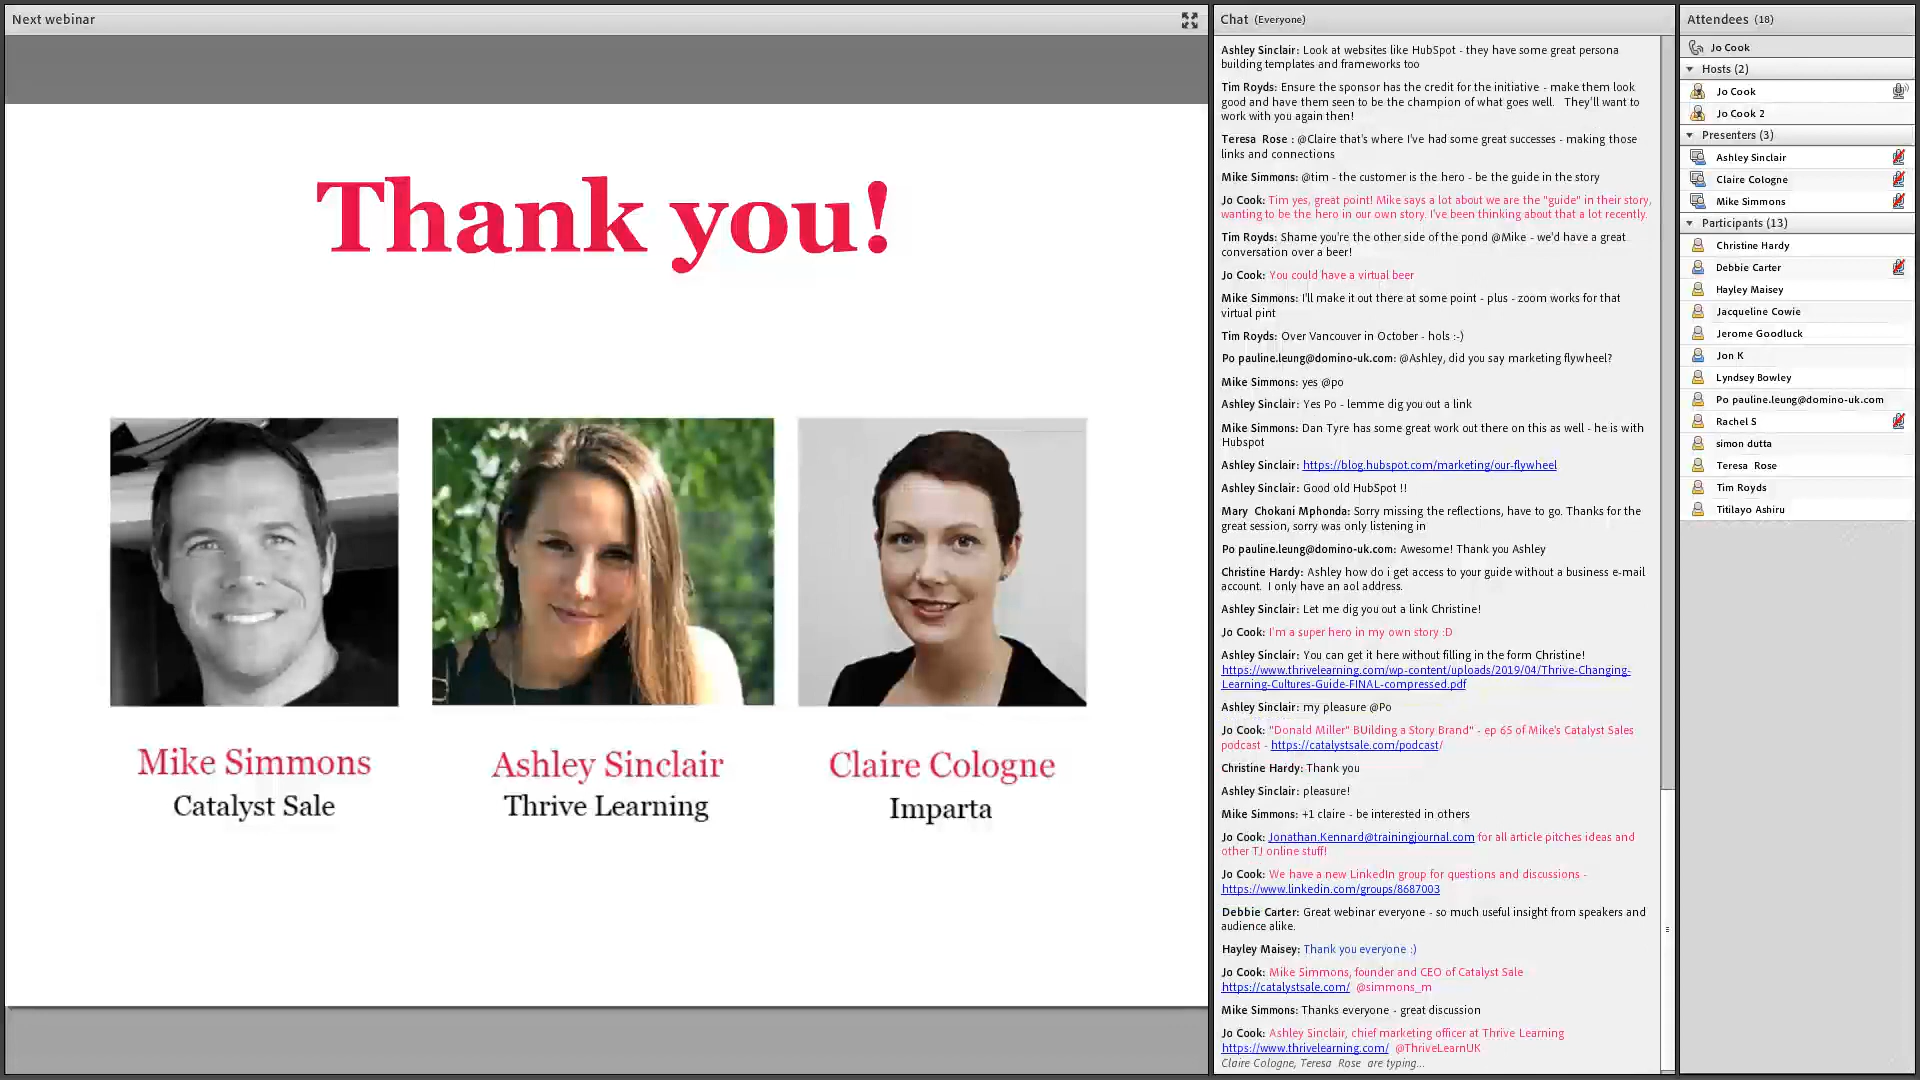 Next webinar
Thank you!
Mike Simmons
Catalyst Sale
Ashley Sinclair
Thrive Learning
Claire Cologne
Imparta
Chat (Everyone)
Ashley Sinclair: Look at websites like HubSpot - they have some great persona
building templates and frameworks too
Tim Royds: Ensure the sponsor has the credit for the initiative - make them look
good and have them seen to be the champion of what goes well. They'll want to
work with you again then!
Teresa Rose : @Claire that's where I've had some great successes - making those
links and connections
Mike Simmons: @tim - the customer is the hero - be the guide in the story
Jo Cook: Tim yes, great point! Mike says a lot about we are the "guide" in their story,
wanting to be the hero in our own story. I've been thinking about that a lot recently.
Tim Royds: Shame you're the other side of the pond @Mike - we'd have a great
conversation over a beer!
Jo Cook: You could have a virtual beer
Mike Simmons: I'll make it out there at some point - plus - zoom works for that
virtual pint
Tim Royds: Over Vancouver in October - hols :-)
Po pauline.leung@domino-uk.com: @Ashley, did you say marketing flywheel?
Mike Simmons: yes @po
Ashley Sinclair: Yes Po - lemme dig you out a link
Mike Simmons: Dan Tyre has some great work out there on this as well - he is with
Hubspot
Ashley Sinclair: https://blog.hubspot.com/marketing/our-flywheel
Ashley Sinclair: Good old HubSpot !!
Mary Chokani Mphonda: Sorry missing the reflections, have to go. Thanks for the
great session, sorry was only listening in
Po pauline.leung@domino-uk.com: Awesome! Thank you Ashley
Christine Hardy: Ashley how do i get access to your guide without a business e-mail
account. I only have an aol address.
Ashley Sinclair: Let me dig you out a link Christine!
Jo Cook: I'm a super hero in my own story :D
Ashley Sinclair: You can get it here without filling in the form Christine!
https://www.thrivelearning.com/wp-content/uploads/2019/04/Thrive-Changing-
Learning-Cultures-Guide-FINAL-compressed.pdf
Ashley Sinclair: my pleasure @Po
Jo Cook: "Donald Miller" BUilding a Story Brand" - ep 65 of Mike's Catalyst Sales
podcast - https://catalystsale.com/podcast/
Christine Hardy: Thank you
Ashley Sinclair: pleasure!
Mike Simmons: +1 claire - be interested in others
Jo Cook: Jonathan.Kennard@trainingjournal.com for all article pitches ideas and
other TJ online stuff!
Jo Cook: We have a new LinkedIn group for questions and discussions -
https://www.linkedin.com/groups/8687003
Debbie Carter: Great webinar everyone - so much useful insight from speakers and
audience alike.
Hayley Maisey: Thank you everyone :)
Jo Cook: Mike Simmons, founder and CEO of Catalyst Sale
https://catalystsale.com/ @simmons_m
Mike Simmons: Thanks everyone - great discussion
Jo Cook: Ashley Sinclair, chief marketing officer at Thrive Learning
https://www.thrivelearning.com/ @ThriveLearnUK
Claire Cologne, Teresa Rose are typing...
Attendees (18)
Jo Cook
Hosts (2)
Jo Cook
Jo Cook 2
Presenters (3)
Ashley Sinclair
Claire Cologne
Mike Simmons
Participants (13)
Christine Hardy
Debbie Carter
Hayley Maisey
Jacqueline Cowie
Jerome Goodluck
Jon K
Lyndsey Bowley
Po pauline.leung@domino-uk.com
Rachel S
simon dutta
Teresa Rose
Tim Royds
Titilayo Ashiru